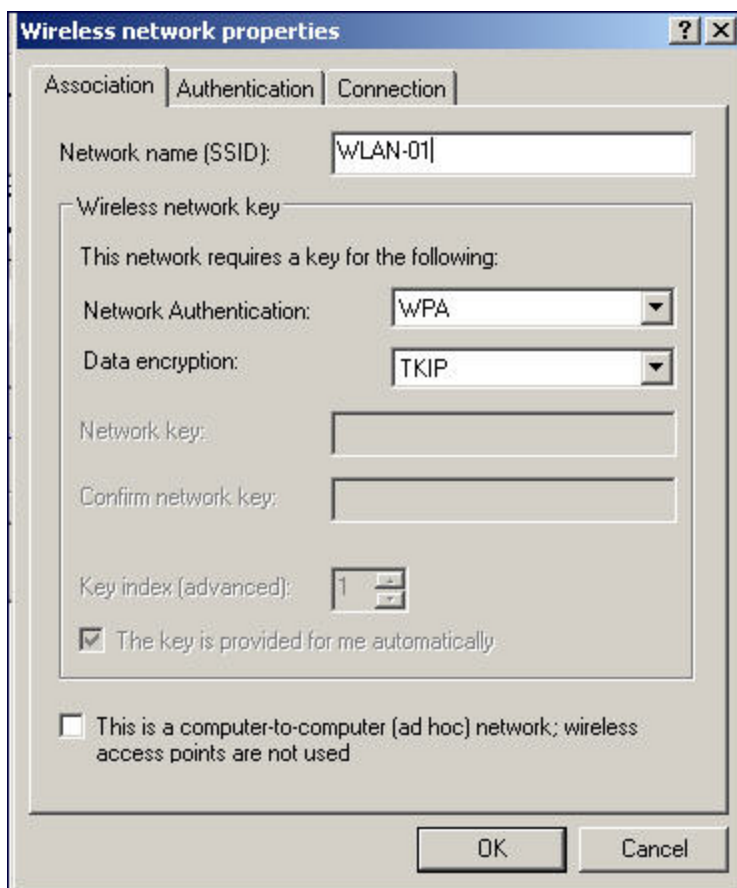 Wireless network properties
Association Authentication Connection
Network name (SSID): WLAN-01
Wireless network key
This network requires a key for the following:
Network Authentication: WPA
Data encryption: TKIP
Network key:
Confirm network key:
Key index (advanced): 1
The key is provided for me automatically
This is a computer-to-computer (ad hoc) network; wireless
access points are not used
OK Cancel